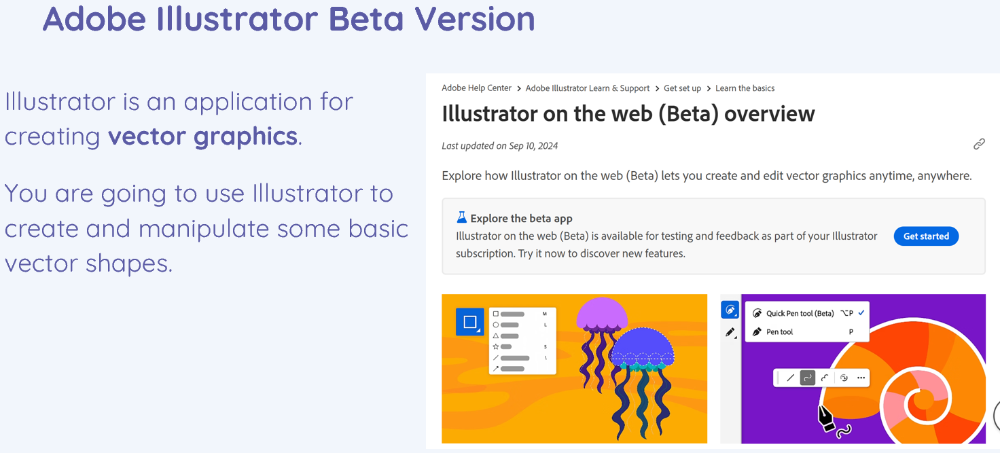 Adobe Illustrator Beta Version
Illustrator is an application for
creating vector graphics.
You are going to use Illustrator to
create and manipulate some basic
vector shapes.
Adobe Help Center > Adobe Illustrator Learn & Support > Get set up > Learn the basics
Illustrator on the web (Beta) overview
Last updated on Sep 10, 2024
Explore how Illustrator on the web (Beta) lets you create and edit vector graphics anytime, anywhere.
Explore the beta app
Illustrator on the web (Beta) is available for testing and feedback as part of your Illustrator
subscription. Try it now to discover new features.
Get started
M
L
S
\
Quick Pen tool (Beta) ⌥P ✓
Pen tool P